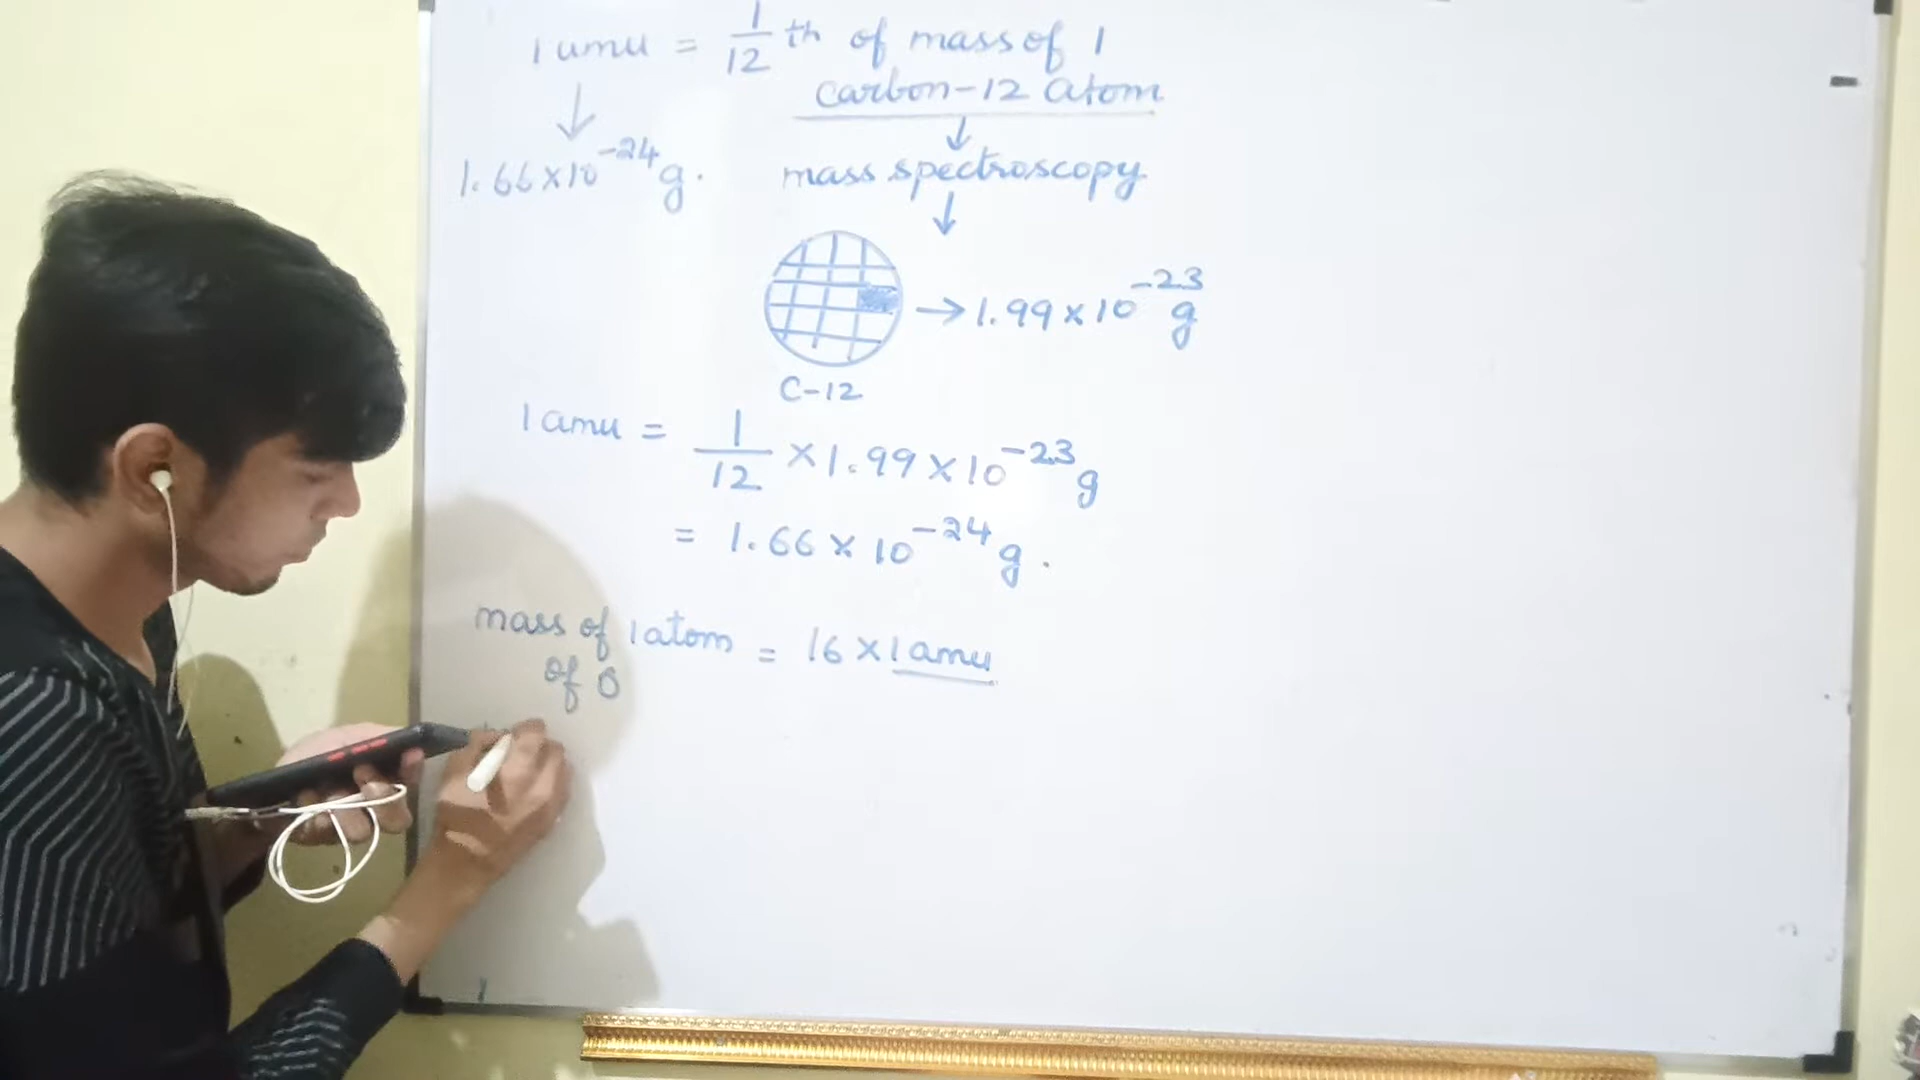 1 amu = 1/12 th of mass of 1
carbon-12 atom
↓ ↓
1.66×10⁻²⁴ g. mass spectroscopy
↓
→ 1.99×10⁻²³ g
C-12
1 amu = 1/12 × 1.99×10⁻²³ g
= 1.66×10⁻²⁴ g.
mass of 1 atom = 16 × 1 amu
of O